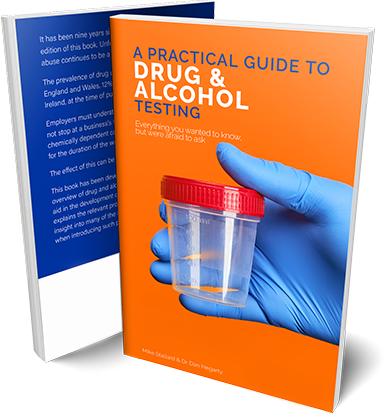 It has been nine years si
edition of this book. Unf
abuse continues to be a
The prevalence of drug
England and Wales, 12%
Ireland, at the time of pu
Employers must underst
not stop at a business's
chemically dependent o
for the duration of the w
The effect of this can be
This book has been deve
overview of drug and alc
aid in the development
explains the relevant pro
insight into many of the
when introducing such p
A PRACTICAL GUIDE TO
DRUG &
ALCOHOL
TESTING
Everything you wanted to know,
but were afraid to ask
Mike Stallard & Dr Dan Hegarty